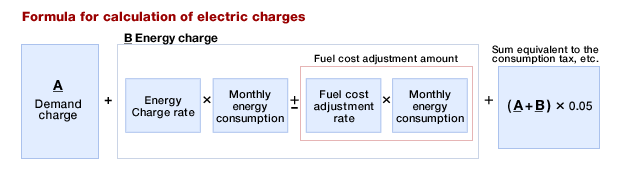 Formula for calculation of electric charges
B Energy charge
Fuel cost adjustment amount
Sum equivalent to the
consumption tax, etc.
A
Demand
charge
+
Energy
Charge rate
×
Monthly
energy
consumption
±
Fuel cost
adjustment
rate
×
Monthly
energy
consumption
+
(A+B) × 0.05